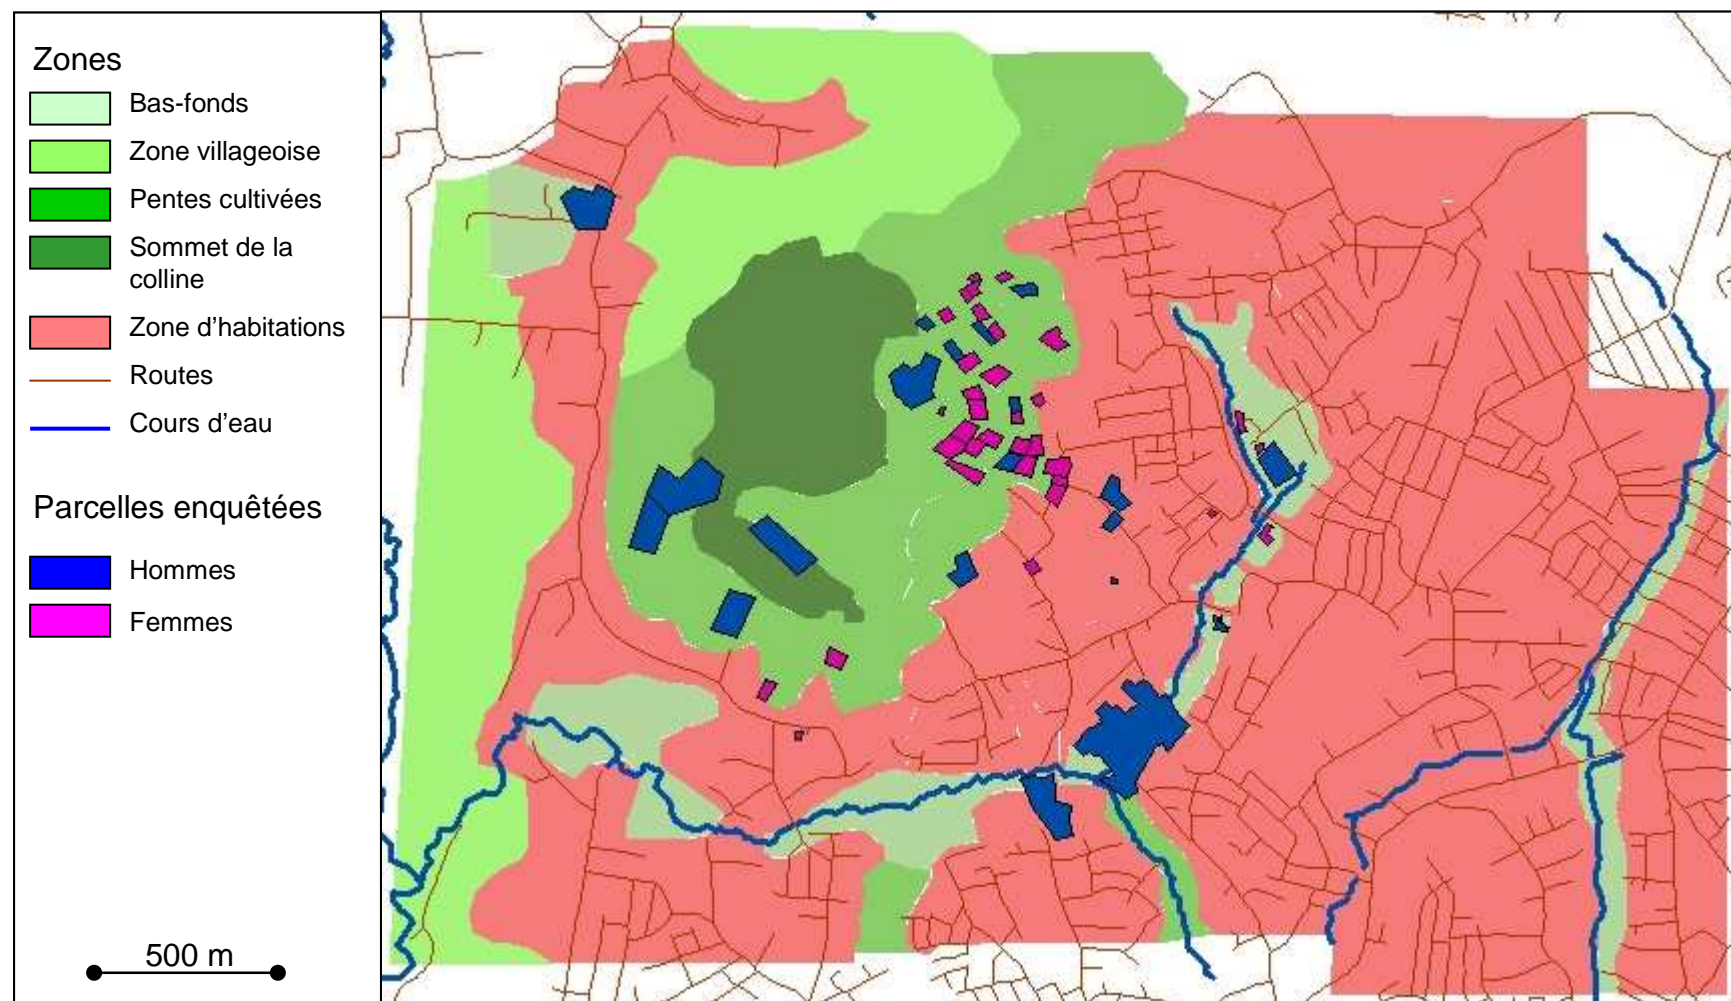 Zones
Bas-fonds
Zone villageoise
Pentes cultivées
Sommet de la
colline
Zone d'habitations
Routes
Cours d'eau
Parcelles enquêtées
Hommes
Femmes
500 m